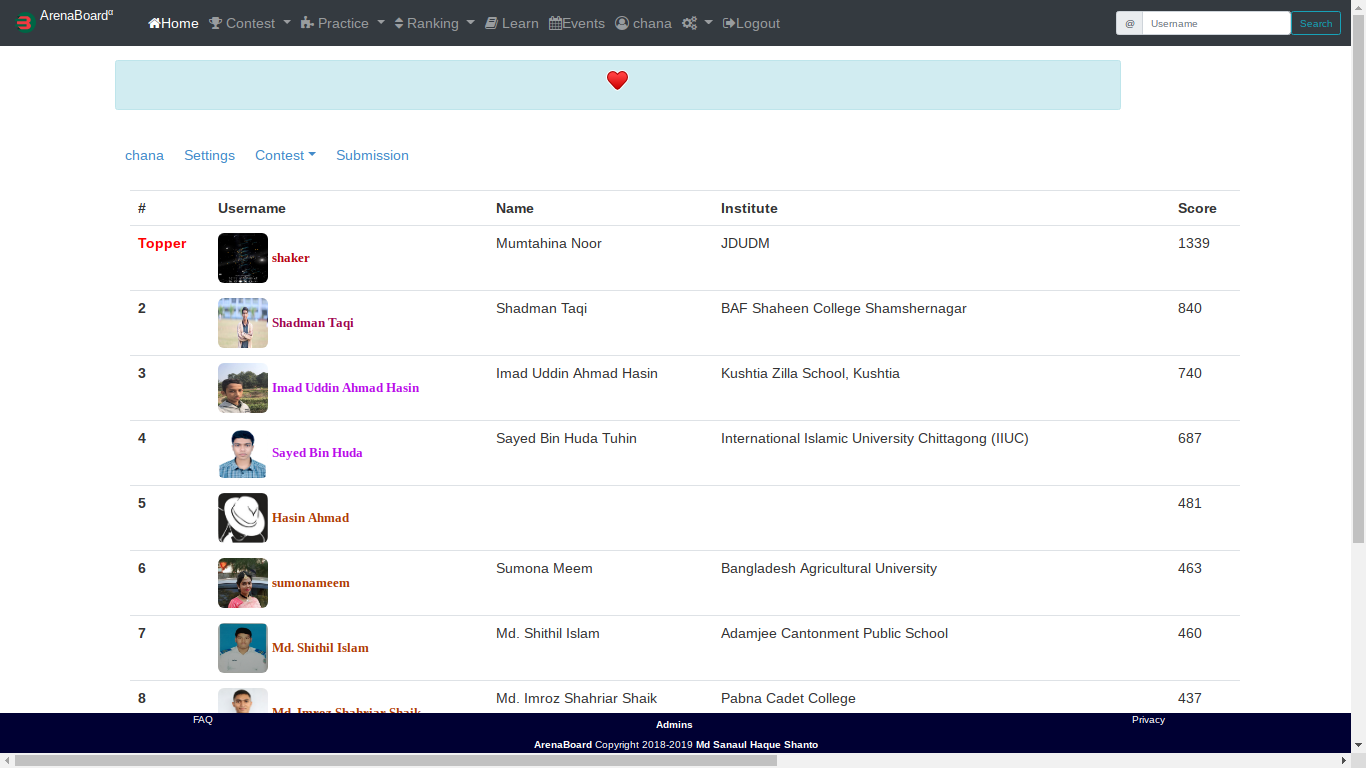 ArenaBoardα Home Contest Practice Ranking Learn Events chana Logout @ Username Search
chana Settings Contest Submission
# Username Name Institute Score
Topper shaker Mumtahina Noor JDUDM 1339
2 Shadman Taqi Shadman Taqi BAF Shaheen College Shamshernagar 840
3 Imad Uddin Ahmad Hasin Imad Uddin Ahmad Hasin Kushtia Zilla School, Kushtia 740
4 Sayed Bin Huda Sayed Bin Huda Tuhin International Islamic University Chittagong (IIUC) 687
5 Hasin Ahmad 481
6 sumonameem Sumona Meem Bangladesh Agricultural University 463
7 Md. Shithil Islam Md. Shithil Islam Adamjee Cantonment Public School 460
8 Md. Imroz Shahriar Shaik Md. Imroz Shahriar Shaik Pabna Cadet College 437
FAQ Admins Privacy
ArenaBoard Copyright 2018-2019 Md Sanaul Haque Shanto